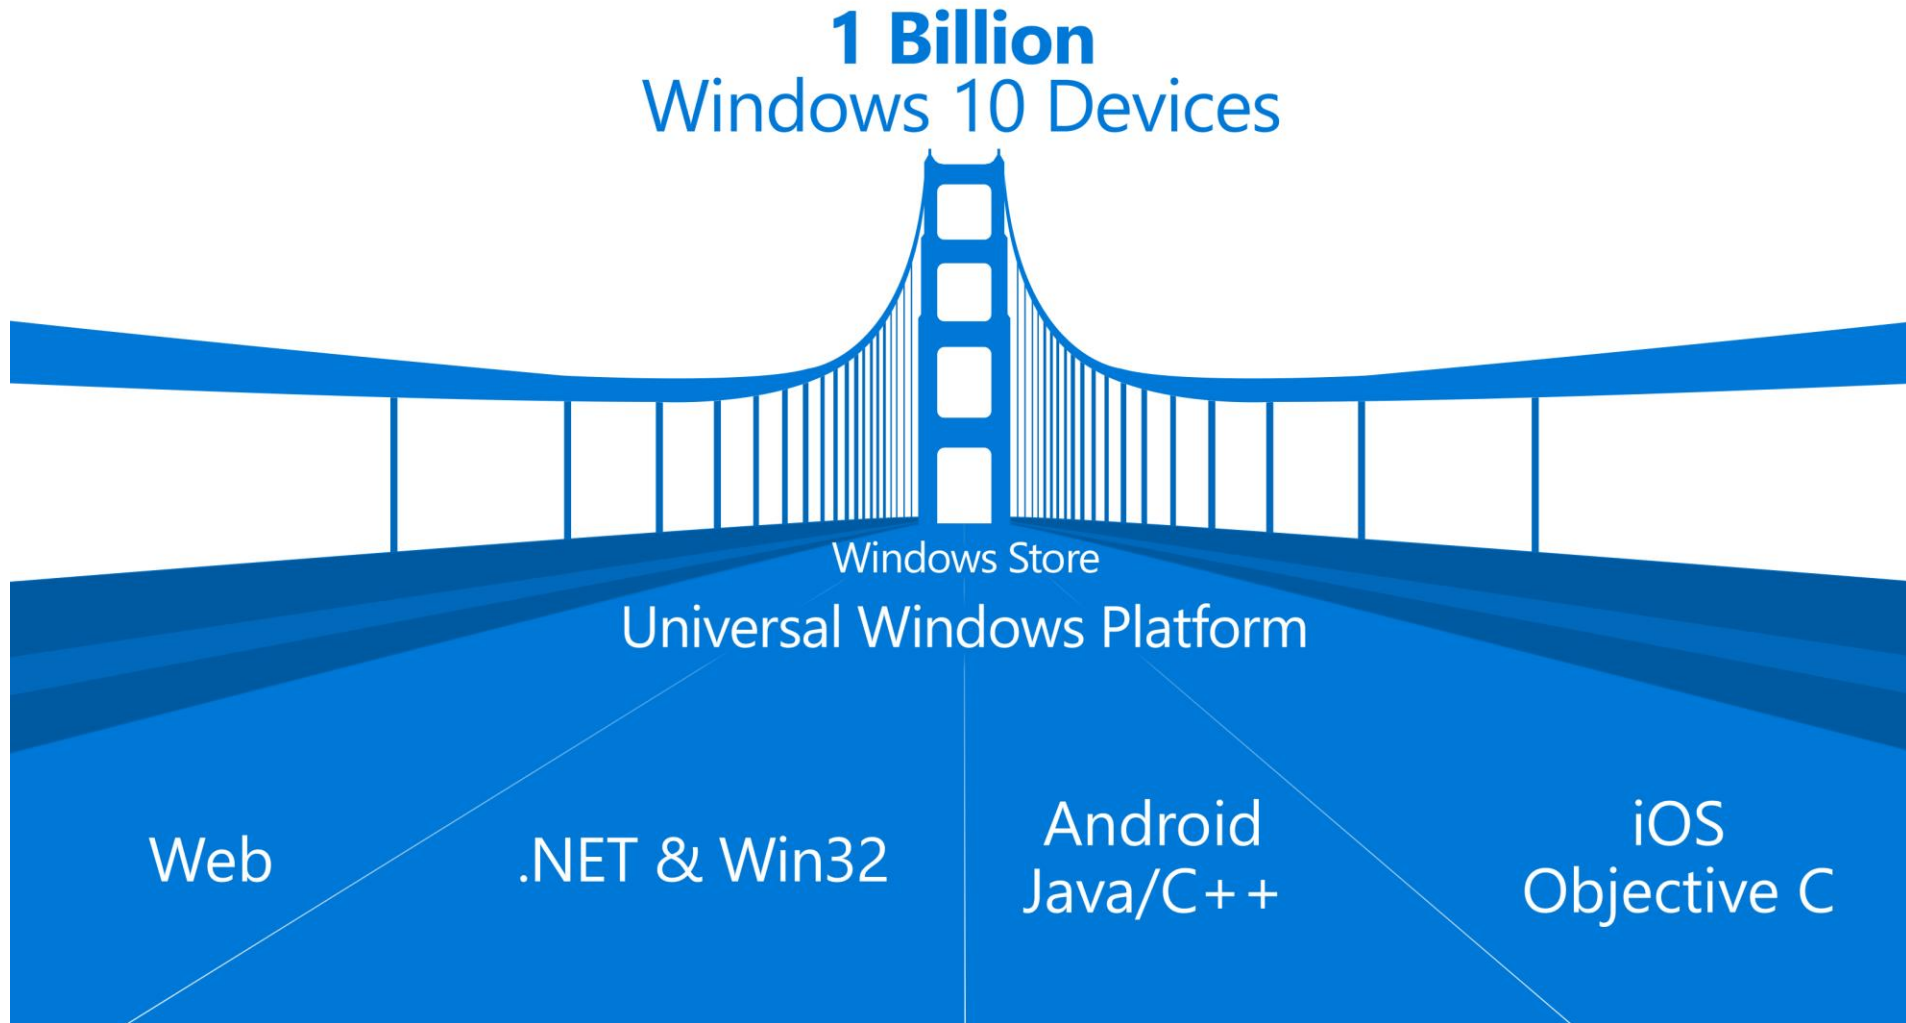 1 Billion
Windows 10 Devices
Windows Store
Universal Windows Platform
Web
.NET & Win32
Android
Java/C++
iOS
Objective C